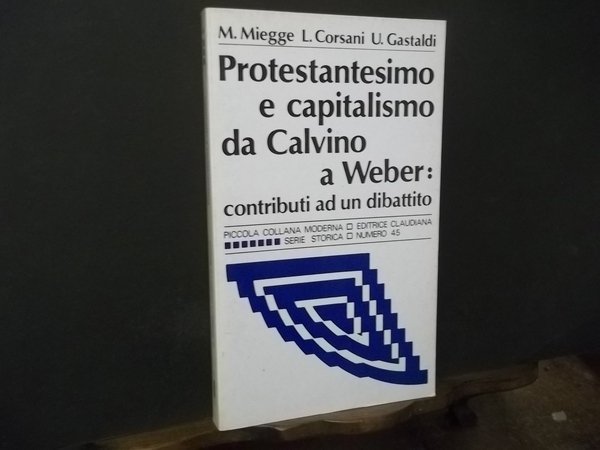 M. Miegge L. Corsani U. Gastaldi
Protestantesimo
e capitalismo
da Calvino
a Weber:
contributi ad un dibattito
PICCOLA COLLANA MODERNA □ EDITRICE CLAUDIANA
■■■■■■■ SERIE STORICA □ NUMERO 45